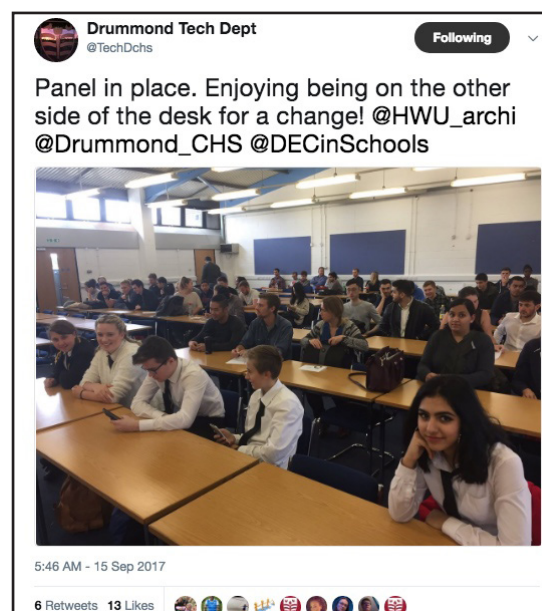 Drummond Tech Dept
@TechDchs
Following
Panel in place. Enjoying being on the other
side of the desk for a change! @HWU_archi
@Drummond_CHS @DECinSchools
5:46 AM - 15 Sep 2017
6 Retweets 13 Likes